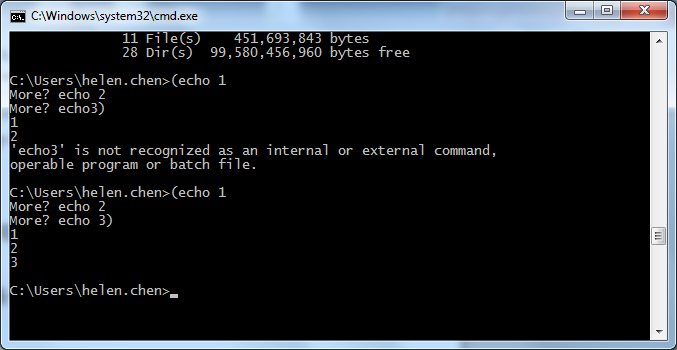 C:\Windows\system32\cmd.exe
C:\.
11 File(s) 451,693,843 bytes
28 Dir(s) 99,580,456,960 bytes free
C:\Users\helen.chen>(echo 1
More? echo 2
More? echo3)
1
2
'echo3' is not recognized as an internal or external command,
operable program or batch file.
C:\Users\helen.chen>(echo 1
More? echo 2
More? echo 3)
1
2
3
C:\Users\helen.chen>